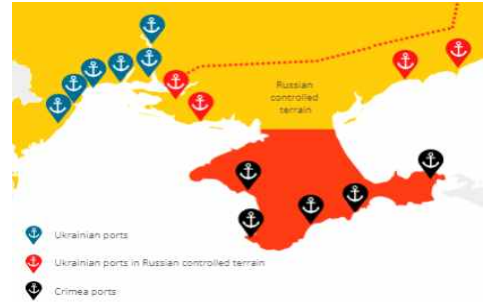 Russian
controlled
terrain
Ukrainian ports
Ukrainian ports in Russian controlled terrain
Crimea ports